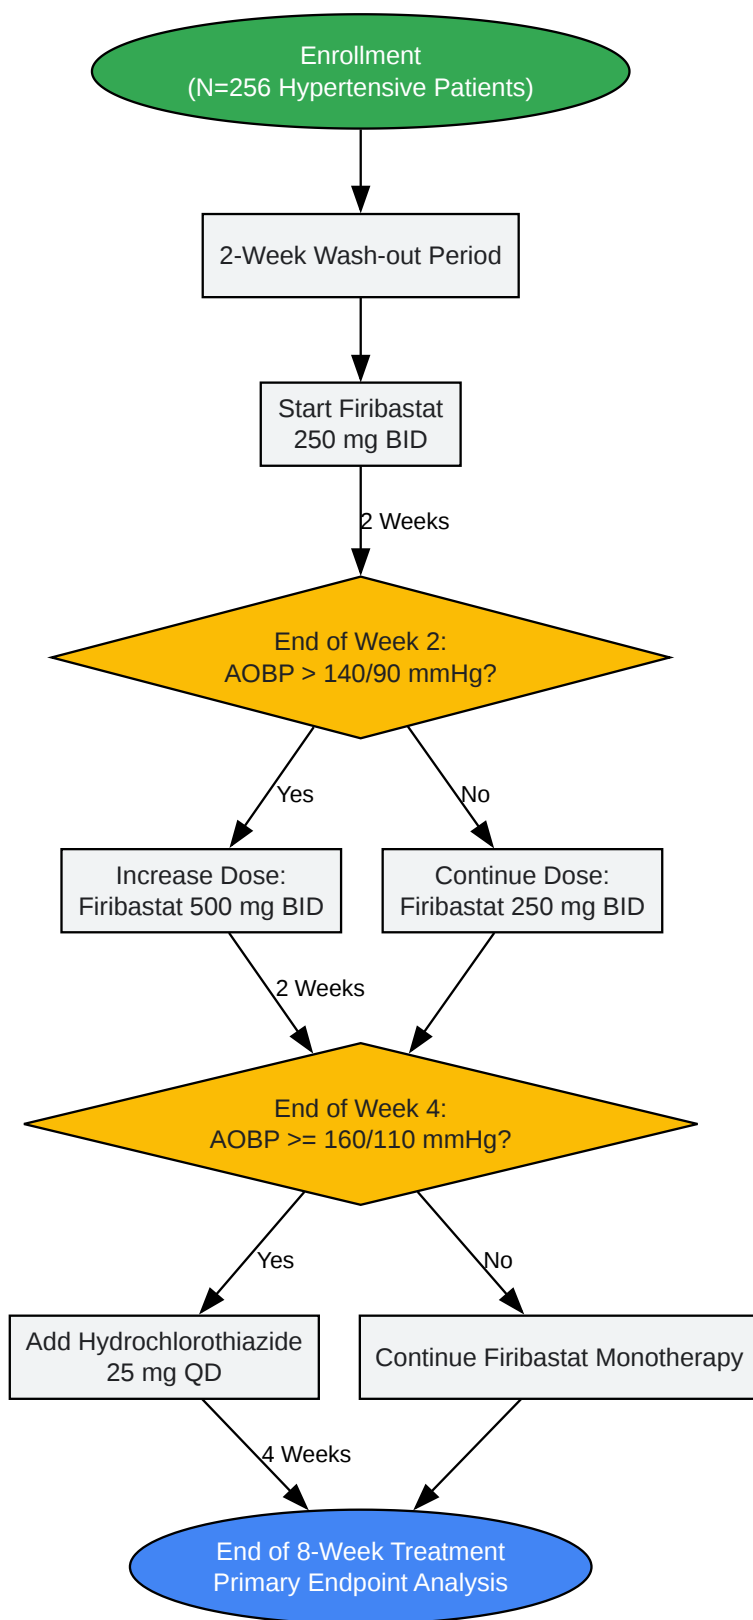 Enrollment
(N=256 Hypertensive Patients)
2-Week Wash-out Period
Start Firibastat
250 mg BID
2 Weeks
End of Week 2:
AOBP > 140/90 mmHg?
Yes
No
Increase Dose:
Firibastat 500 mg BID
Continue Dose:
Firibastat 250 mg BID
2 Weeks
End of Week 4:
AOBP >= 160/110 mmHg?
Yes
No
Add Hydrochlorothiazide
25 mg QD
Continue Firibastat Monotherapy
4 Weeks
End of 8-Week Treatment
Primary Endpoint Analysis